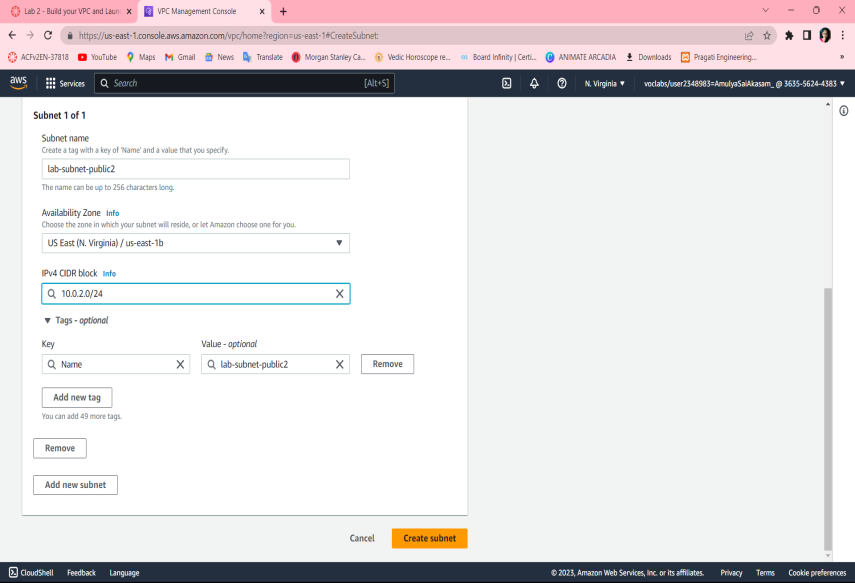 Lab 2 - Build your VPC and Laun
VPC Management Console
https://us-east-1.console.aws.amazon.com/vpc/home?region=us-east-1#CreateSubnet:
ACFv2EN-37818 YouTube Maps Gmail News Translate Morgan Stanley Ca... Vedic Horoscope re... Board Infinity | Certi... ANIMATE ARCADIA Downloads Pragati Engineering... »
aws Services Search [Alt+S] N. Virginia ▼ voclabs/user2348983=AmulyaSaiAkasam_ @ 3635-5624-4383 ▼
Subnet 1 of 1
Subnet name
Create a tag with a key of 'Name' and a value that you specify.
lab-subnet-public2
The name can be up to 256 characters long.
Availability Zone Info
Choose the zone in which your subnet will reside, or let Amazon choose one for you.
US East (N. Virginia) / us-east-1b
IPv4 CIDR block Info
10.0.2.0/24
▼ Tags - optional
Key Value - optional
Name lab-subnet-public2 Remove
Add new tag
You can add 49 more tags.
Remove
Add new subnet
Cancel Create subnet
CloudShell Feedback Language © 2023, Amazon Web Services, Inc. or its affiliates. Privacy Terms Cookie preferences